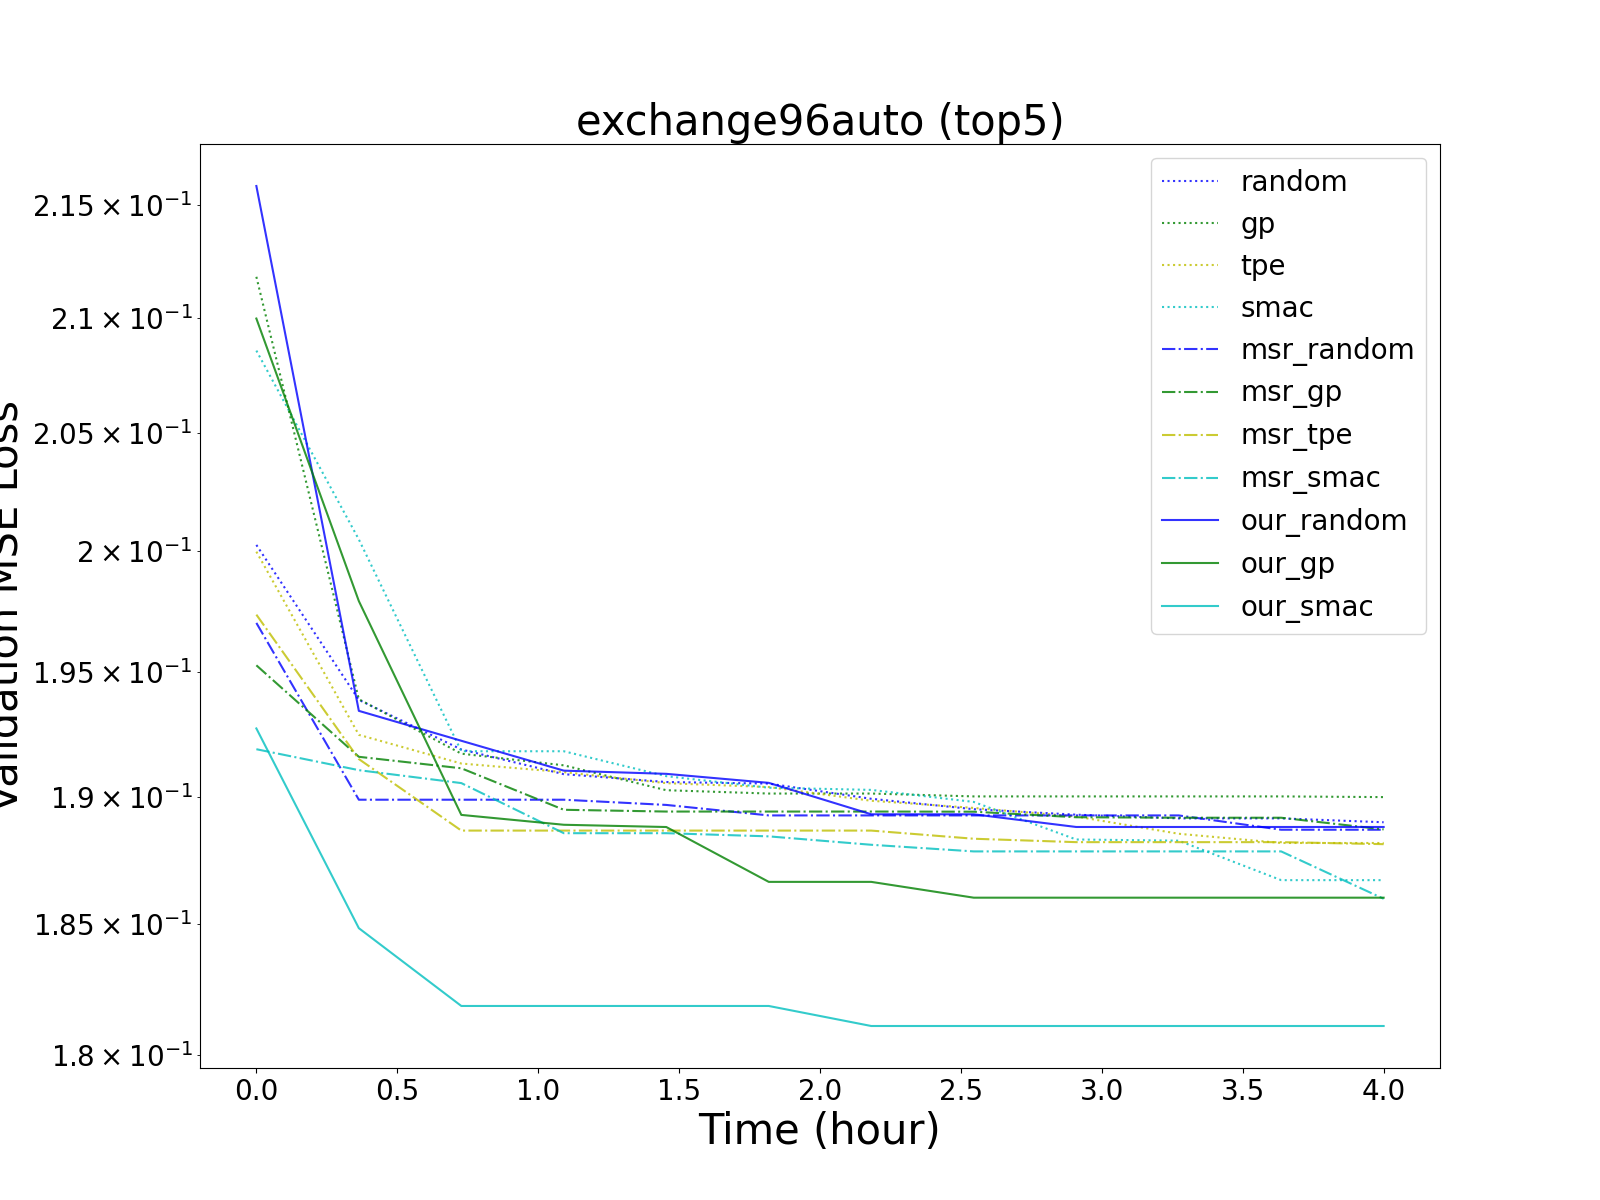 exchange96auto (top5)
Validation MSE Loss
2.15 × 10⁻¹
2.1 × 10⁻¹
2.05 × 10⁻¹
2 × 10⁻¹
1.95 × 10⁻¹
1.9 × 10⁻¹
1.85 × 10⁻¹
1.8 × 10⁻¹
random
gp
tpe
smac
msr_random
msr_gp
msr_tpe
msr_smac
our_random
our_gp
our_smac
0.0 0.5 1.0 1.5 2.0 2.5 3.0 3.5 4.0
Time (hour)